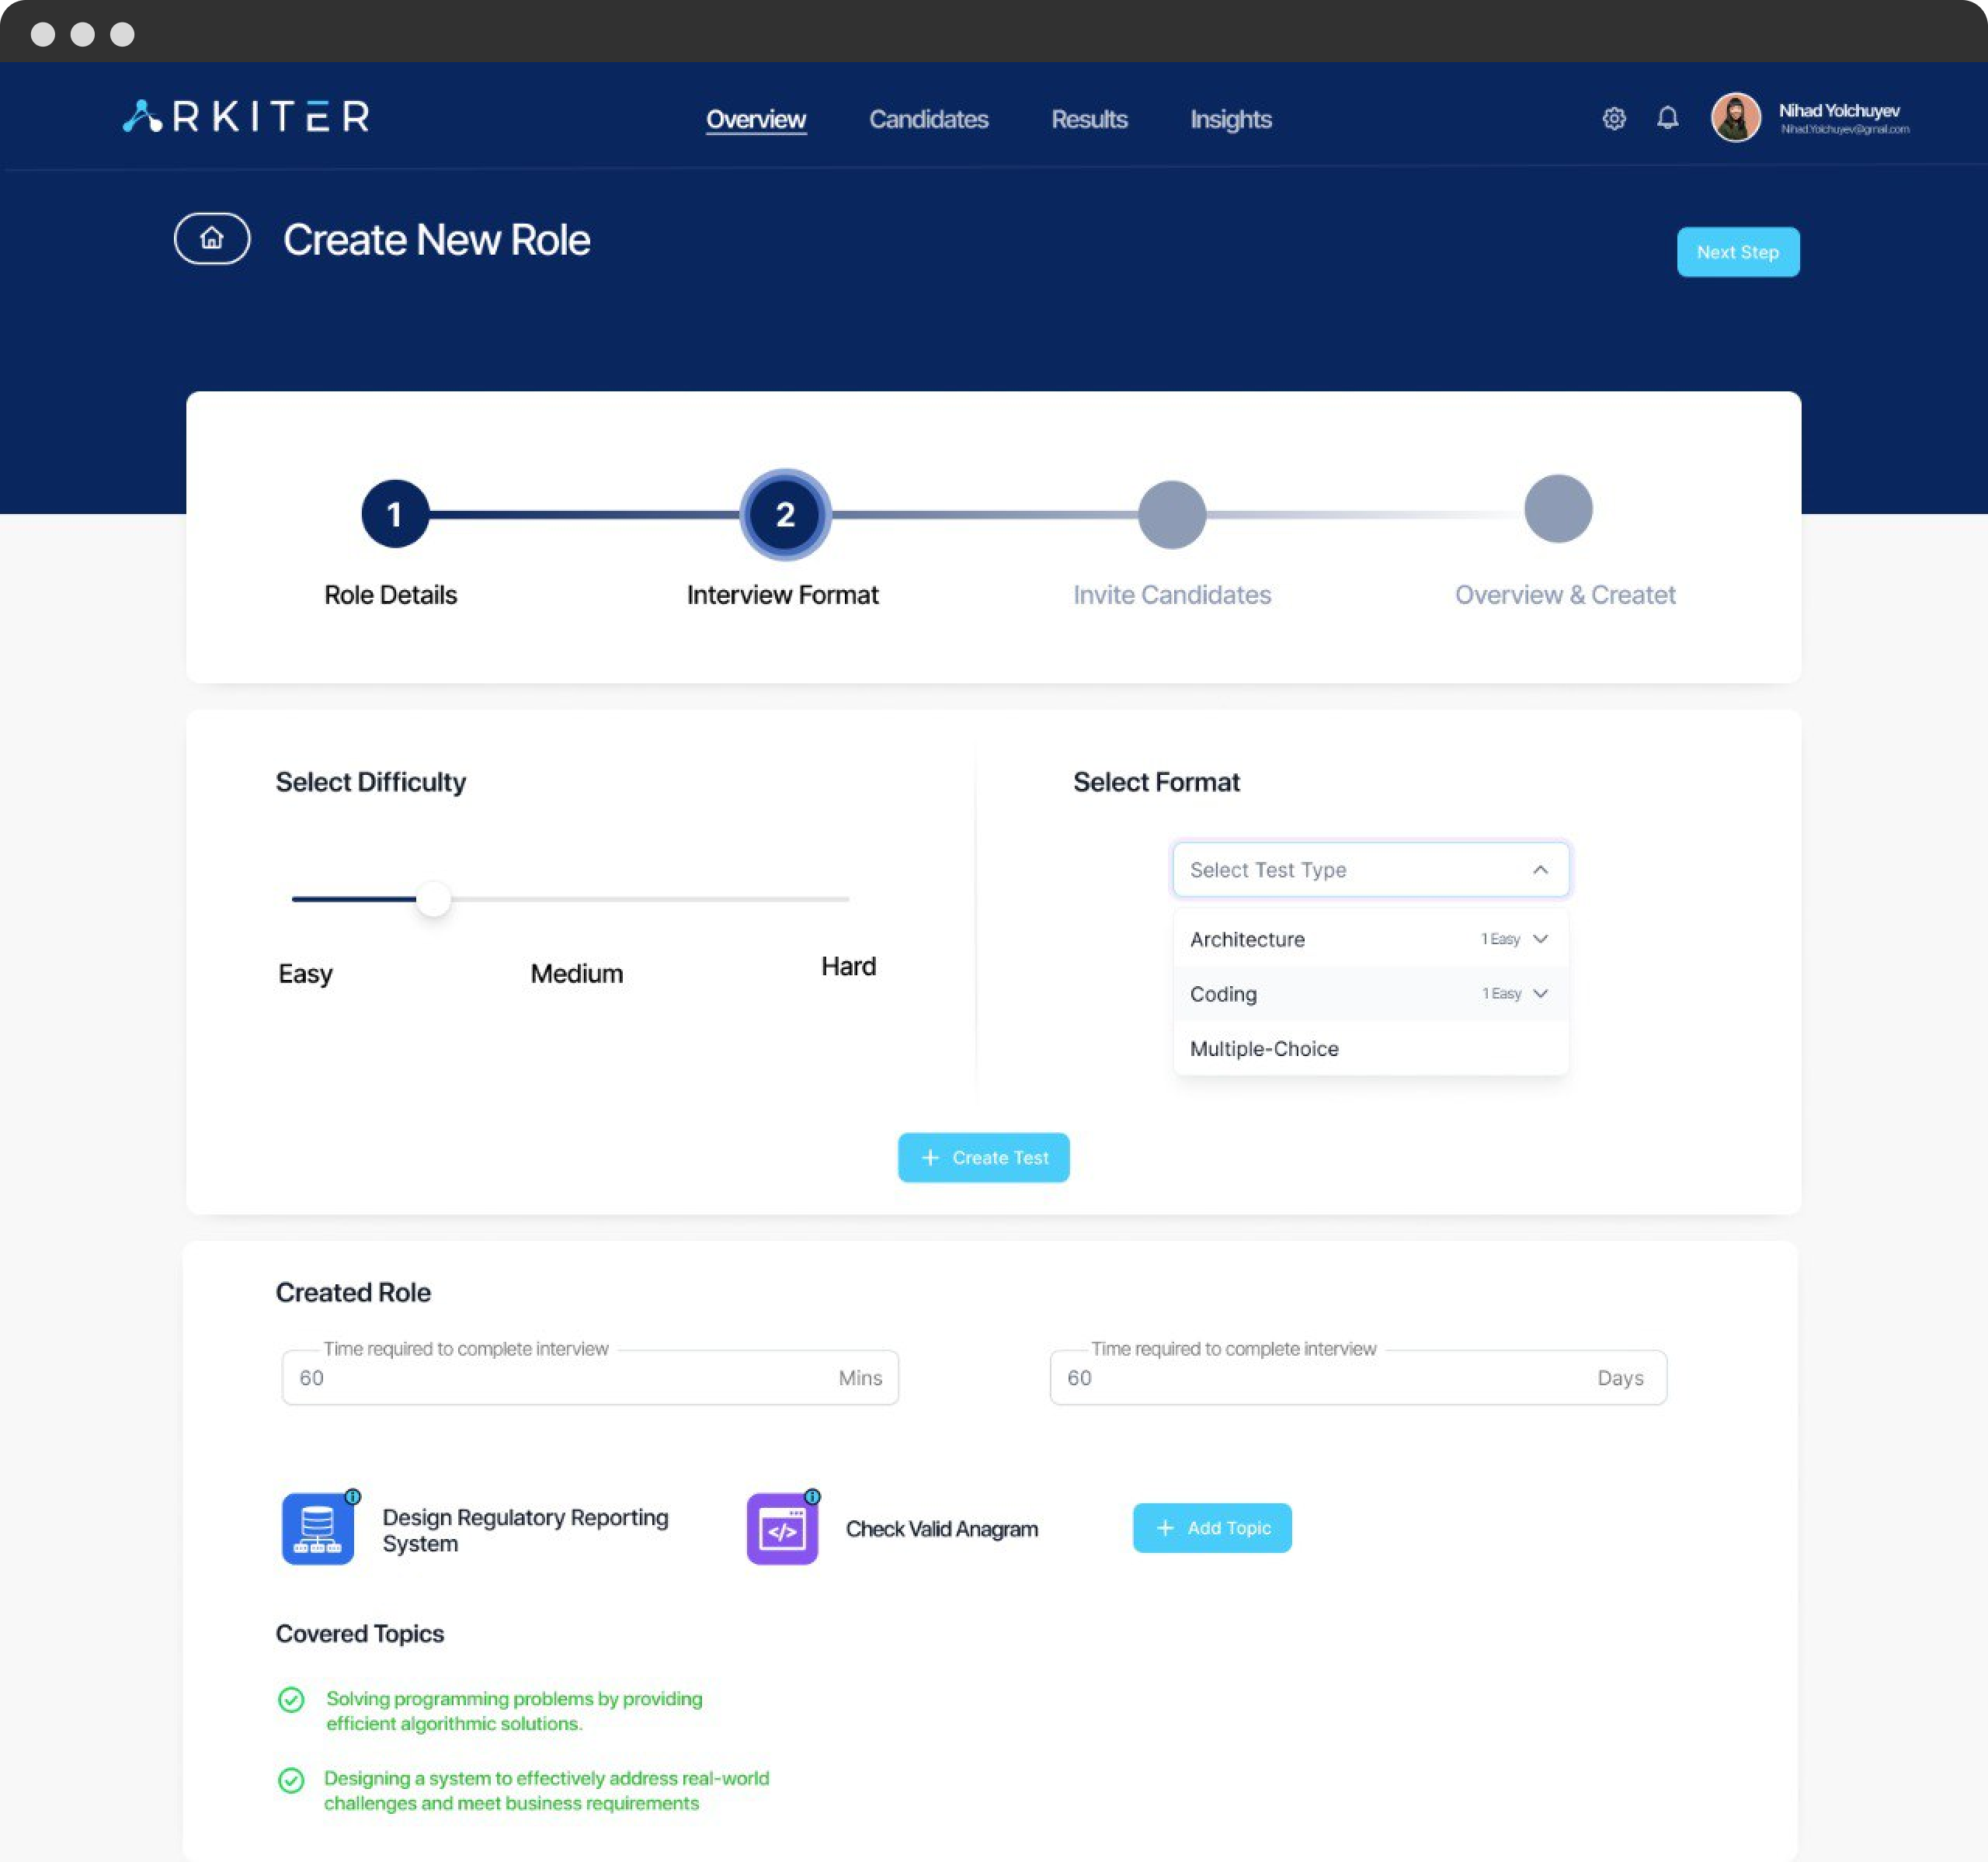 ARKITER
Overview
Candidates
Results
Insights
Nihad Yolchuyev
Nihad.Yolchuyev@gmail.com
Create New Role
Next Step
1
2
Role Details
Interview Format
Invite Candidates
Overview & Createt
Select Difficulty
Easy
Medium
Hard
Select Format
Select Test Type
Architecture
1 Easy
Coding
1 Easy
Multiple-Choice
+ Create Test
Created Role
Time required to complete interview
60
Mins
Time required to complete interview
60
Days
Design Regulatory Reporting
System
</>
Check Valid Anagram
+ Add Topic
Covered Topics
Solving programming problems by providing
efficient algorithmic solutions.
Designing a system to effectively address real-world
challenges and meet business requirements